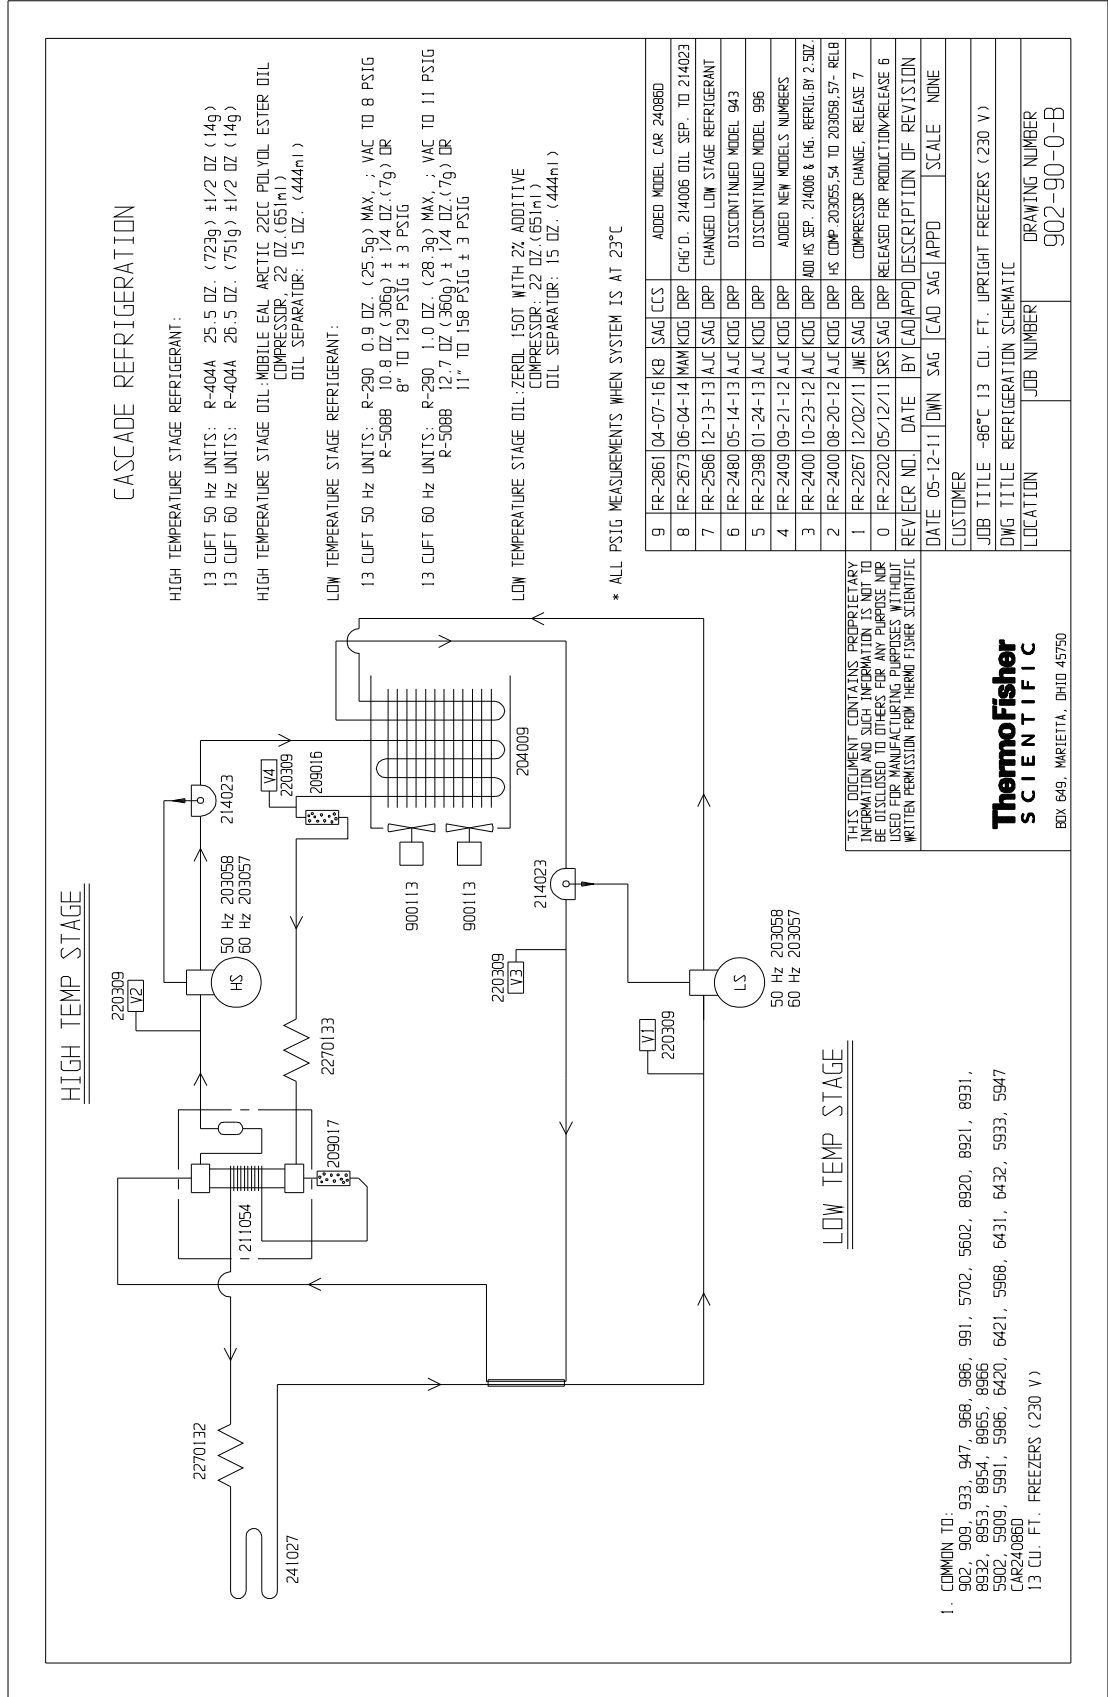 CASCADE REFRIGERATION
HIGH TEMPERATURE STAGE REFRIGERANT:
13 CUFT 50 Hz UNITS: R-404A 25.5 OZ. (723g) ±1/2 OZ (14g)
13 CUFT 60 Hz UNITS: R-404A 26.5 OZ. (751g) ±1/2 OZ (14g)
HIGH TEMPERATURE STAGE OIL:MOBILE EAL ARCTIC 22CC POLYOL ESTER OIL
COMPRESSOR, 22 OZ.(651ml)
OIL SEPARATOR: 15 OZ. (444ml)
LOW TEMPERATURE STAGE REFRIGERANT:
13 CUFT 50 Hz UNITS: R-290 0.9 OZ. (25.5g) MAX, ; VAC TO 8 PSIG
R-508B 10.8 OZ (306g) ± 1/4 OZ.(7g) OR
8" TO 129 PSIG ± 3 PSIG
13 CUFT 60 Hz UNITS: R-290 1.0 OZ. (28.3g) MAX, ; VAC TO 11 PSIG
R-508B 12.7 OZ (360g) ± 1/4 OZ.(7g) OR
11" TO 158 PSIG ± 3 PSIG
LOW TEMPERATURE STAGE OIL:ZEROL 150T WITH 2% ADDITIVE
COMPRESSOR: 22 OZ.(651ml)
OIL SEPARATOR: 15 OZ. (444ml)
* ALL PSIG MEASUREMENTS WHEN SYSTEM IS AT 23°C
HIGH TEMP STAGE
220309
V2
HS
50 Hz 203058
60 Hz 203057
214023
V4
220309
209016
204009
900113
900113
2270133
209017
211054
2270132
241027
214023
220309
V3
LS
50 Hz 203058
60 Hz 203057
V1
220309
LOW TEMP STAGE
1. COMMON TO:
902, 909, 933, 947, 968, 986, 991, 5702, 5602, 8920, 8921, 8931,
8932, 8953, 8954, 8965, 8966
5902, 5909, 5991, 5986, 6420, 6421, 5968, 6431, 6432, 5933, 5947
CAR24086D
13 CU. FT. FREEZERS (230 V)
9 FR-2861 04-07-16 KB SAG CCS ADDED MODEL CAR 24086D
8 FR-2673 06-04-14 MAM KDG DRP CHG'D. 214006 OIL SEP. TO 214023
7 FR-2586 12-13-13 AJC SAG DRP CHANGED LOW STAGE REFRIGERANT
6 FR-2480 05-14-13 AJC KDG DRP DISCONTINUED MODEL 943
5 FR-2398 01-24-13 AJC KDG DRP DISCONTINUED MODEL 996
4 FR-2409 09-21-12 AJC KDG DRP ADDED NEW MODELS NUMBERS
3 FR-2400 10-23-12 AJC KDG DRP ADD HS SEP. 214006 & CHG. REFRIG.BY 2.5OZ.
2 FR-2400 08-20-12 AJC KDG DRP HS COMP.203055,54 TO 203058,57- REL8
1 FR-2267 12/02/11 JWE SAG DRP COMPRESSOR CHANGE, RELEASE 7
0 FR-2202 05/12/11 SRS SAG DRP RELEASED FOR PRODUCTION/RELEASE 6
REV ECR NO. DATE BY CAD APPD DESCRIPTION OF REVISION
DATE 05-12-11 DWN SAG CAD SAG APPD SCALE NONE
CUSTOMER
JOB TITLE -86°C 13 CU. FT. UPRIGHT FREEZERS (230 V)
DWG TITLE REFRIGERATION SCHEMATIC
LOCATION JOB NUMBER DRAWING NUMBER
902-90-0-B
THIS DOCUMENT CONTAINS PROPRIETARY
INFORMATION AND SUCH INFORMATION IS NOT TO
BE DISCLOSED TO OTHERS FOR ANY PURPOSE NOR
USED FOR MANUFACTURING PURPOSES WITHOUT
WRITTEN PERMISSION FROM THERMO FISHER SCIENTIFIC
ThermoFisher
SCIENTIFIC
BOX 649, MARIETTA, OHIO 45750